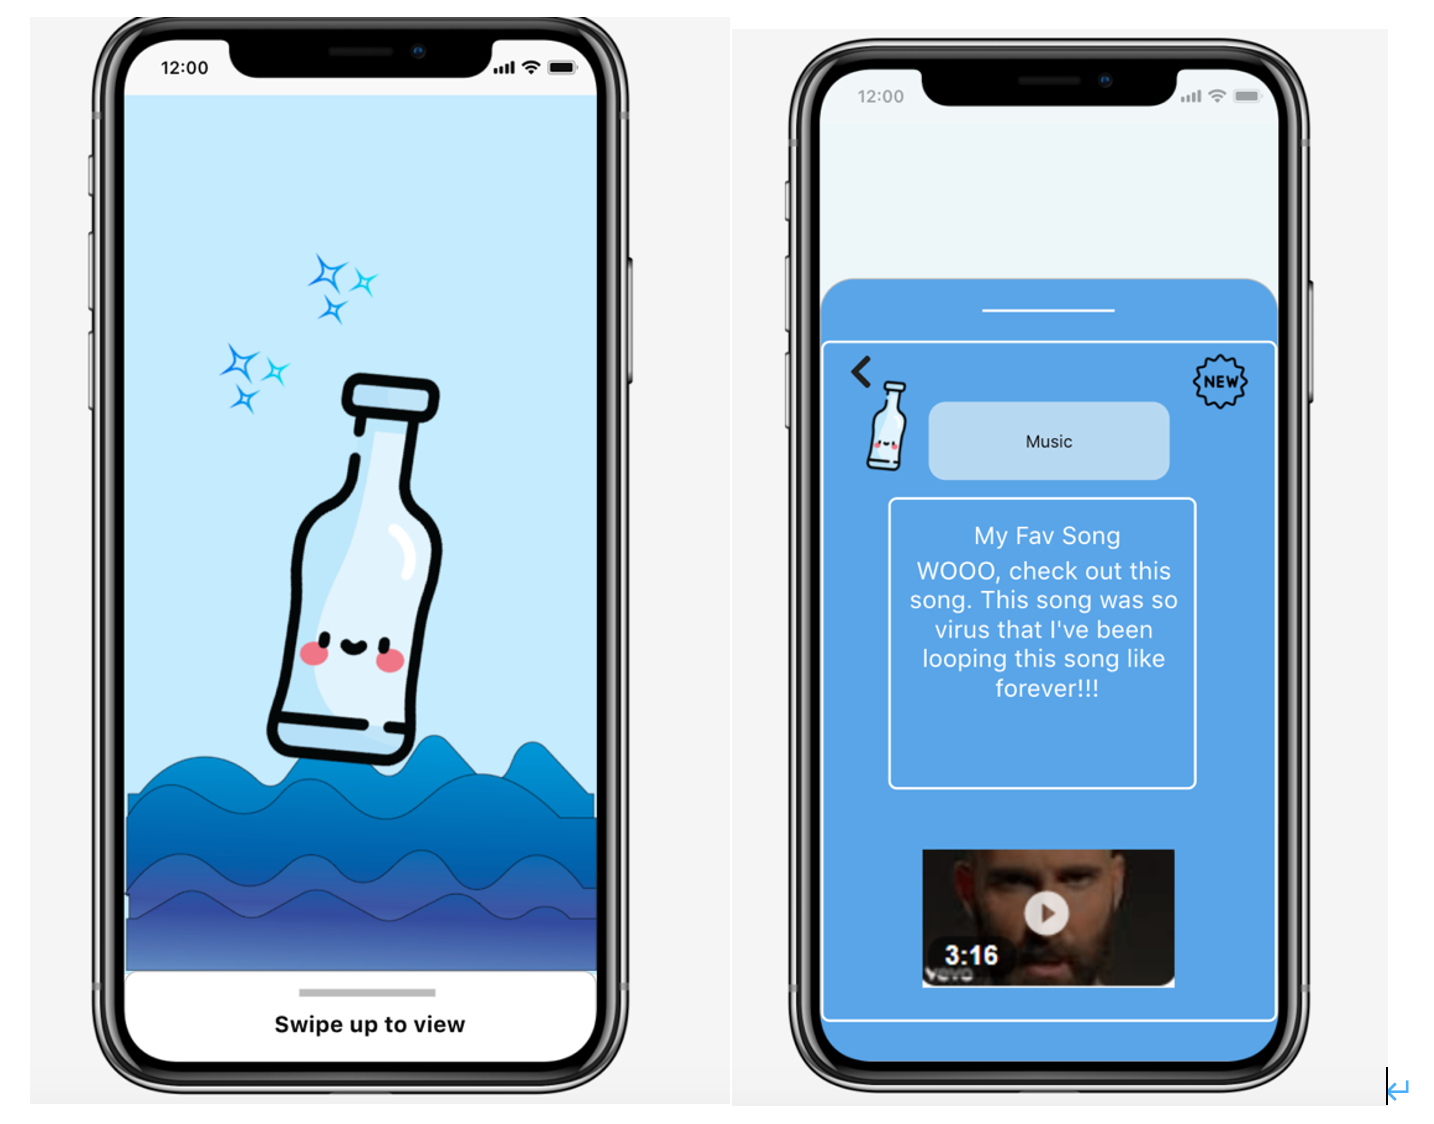 12:00
Swipe up to view
12:00
NEW
Music
My Fav Song
WOOO, check out this
song. This song was so
virus that I've been
looping this song like
forever!!!
3:16
vevo